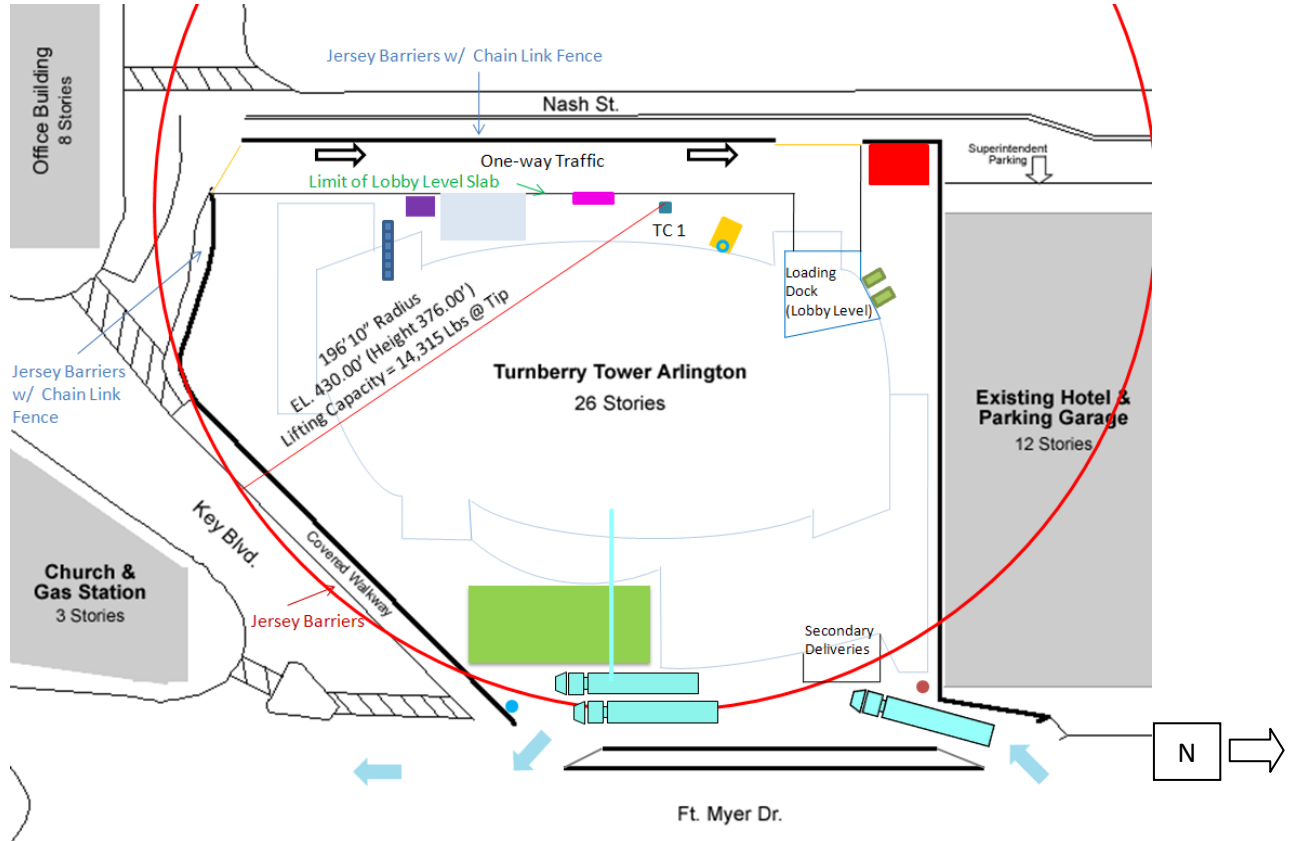 Office Building
8 Stories
Jersey Barriers w/  Chain Link Fence
Nash St.
One-way Traffic
Superintendent
Parking
Limit of Lobby Level Slab
TC 1
Loading
Dock
(Lobby Level)
196’10” Radius
EL. 430.00’ (Height 376.00’)
Lifting Capacity = 14,315 Lbs @ Tip
Jersey Barriers
w/  Chain Link
Fence
Turnberry Tower Arlington
26 Stories
Existing Hotel &
Parking Garage
12 Stories
Key Blvd.
Covered Walkway
Church &
Gas Station
3 Stories
Jersey Barriers
Secondary
Deliveries
N
Ft. Myer Dr.